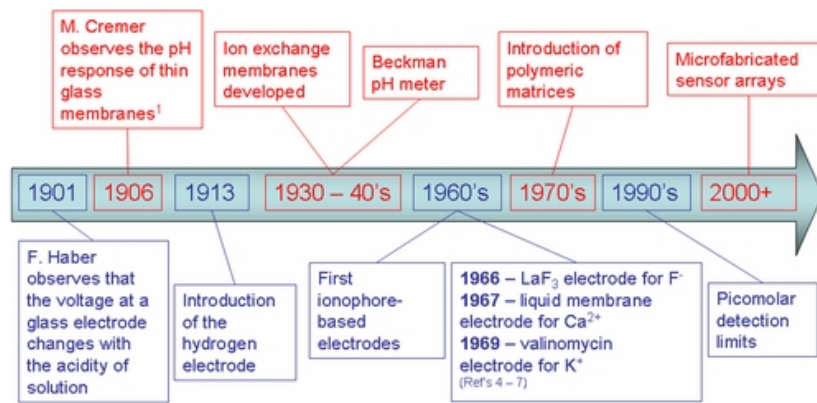 M. Cremer
observes the pH
response of thin
glass
membranes¹
Ion exchange
membranes
developed
Beckman
pH meter
Introduction of
polymeric
matrices
Microfabricated
sensor arrays
1901
1906
1913
1930 – 40's
1960's
1970's
1990's
2000+
F. Haber
observes that
the voltage at a
glass electrode
changes with
the acidity of
solution
Introduction
of the
hydrogen
electrode
First
ionophore-
based
electrodes
1966 – LaF₃ electrode for F⁻
1967 – liquid membrane
electrode for Ca²⁺
1969 – valinomycin
electrode for K⁺
(Ref's 4 – 7)
Picomolar
detection
limits